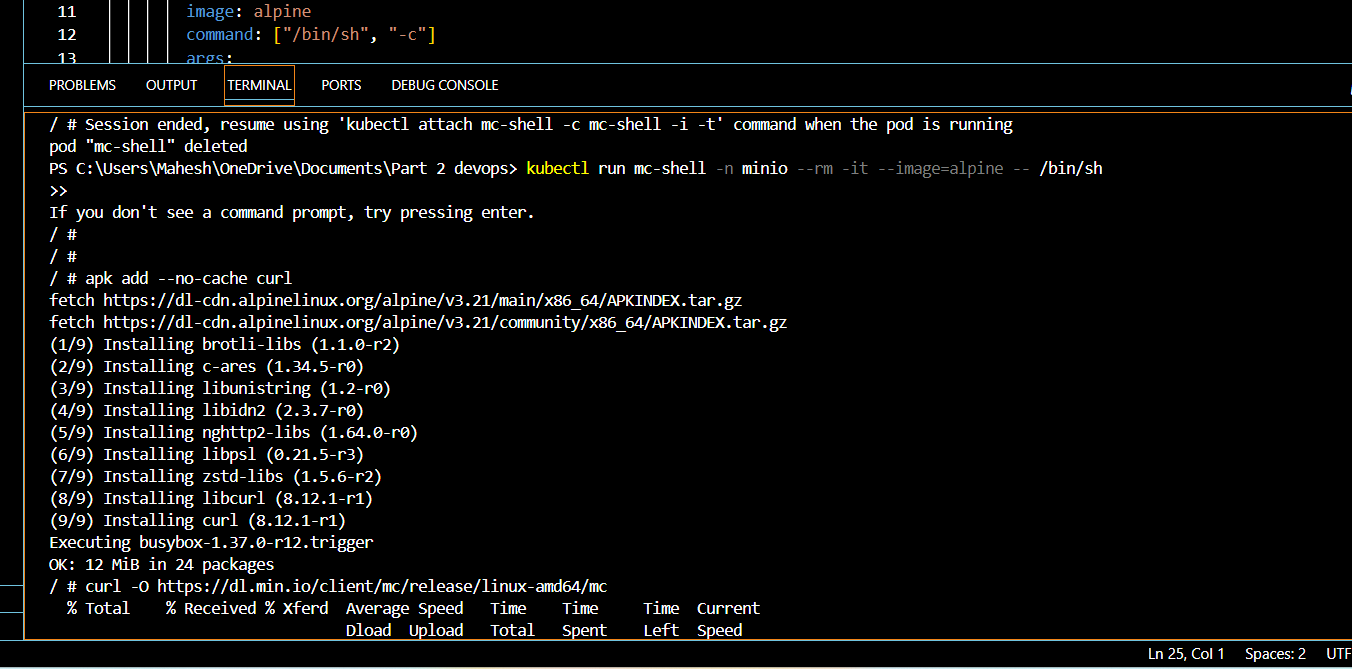 11 image: alpine
12 command: ["/bin/sh", "-c"]
13 args:
PROBLEMS OUTPUT TERMINAL PORTS DEBUG CONSOLE
/ # Session ended, resume using 'kubectl attach mc-shell -c mc-shell -i -t' command when the pod is running
pod "mc-shell" deleted
PS C:\Users\Mahesh\OneDrive\Documents\Part 2 devops> kubectl run mc-shell -n minio --rm -it --image=alpine -- /bin/sh
>>
If you don't see a command prompt, try pressing enter.
/ #
/ #
/ # apk add --no-cache curl
fetch https://dl-cdn.alpinelinux.org/alpine/v3.21/main/x86_64/APKINDEX.tar.gz
fetch https://dl-cdn.alpinelinux.org/alpine/v3.21/community/x86_64/APKINDEX.tar.gz
(1/9) Installing brotli-libs (1.1.0-r2)
(2/9) Installing c-ares (1.34.5-r0)
(3/9) Installing libunistring (1.2-r0)
(4/9) Installing libidn2 (2.3.7-r0)
(5/9) Installing nghttp2-libs (1.64.0-r0)
(6/9) Installing libpsl (0.21.5-r3)
(7/9) Installing zstd-libs (1.5.6-r2)
(8/9) Installing libcurl (8.12.1-r1)
(9/9) Installing curl (8.12.1-r1)
Executing busybox-1.37.0-r12.trigger
OK: 12 MiB in 24 packages
/ # curl -O https://dl.min.io/client/mc/release/linux-amd64/mc
% Total % Received % Xferd Average Speed Time Time Time Current
Dload Upload Total Spent Left Speed
Ln 25, Col 1 Spaces: 2 UTF